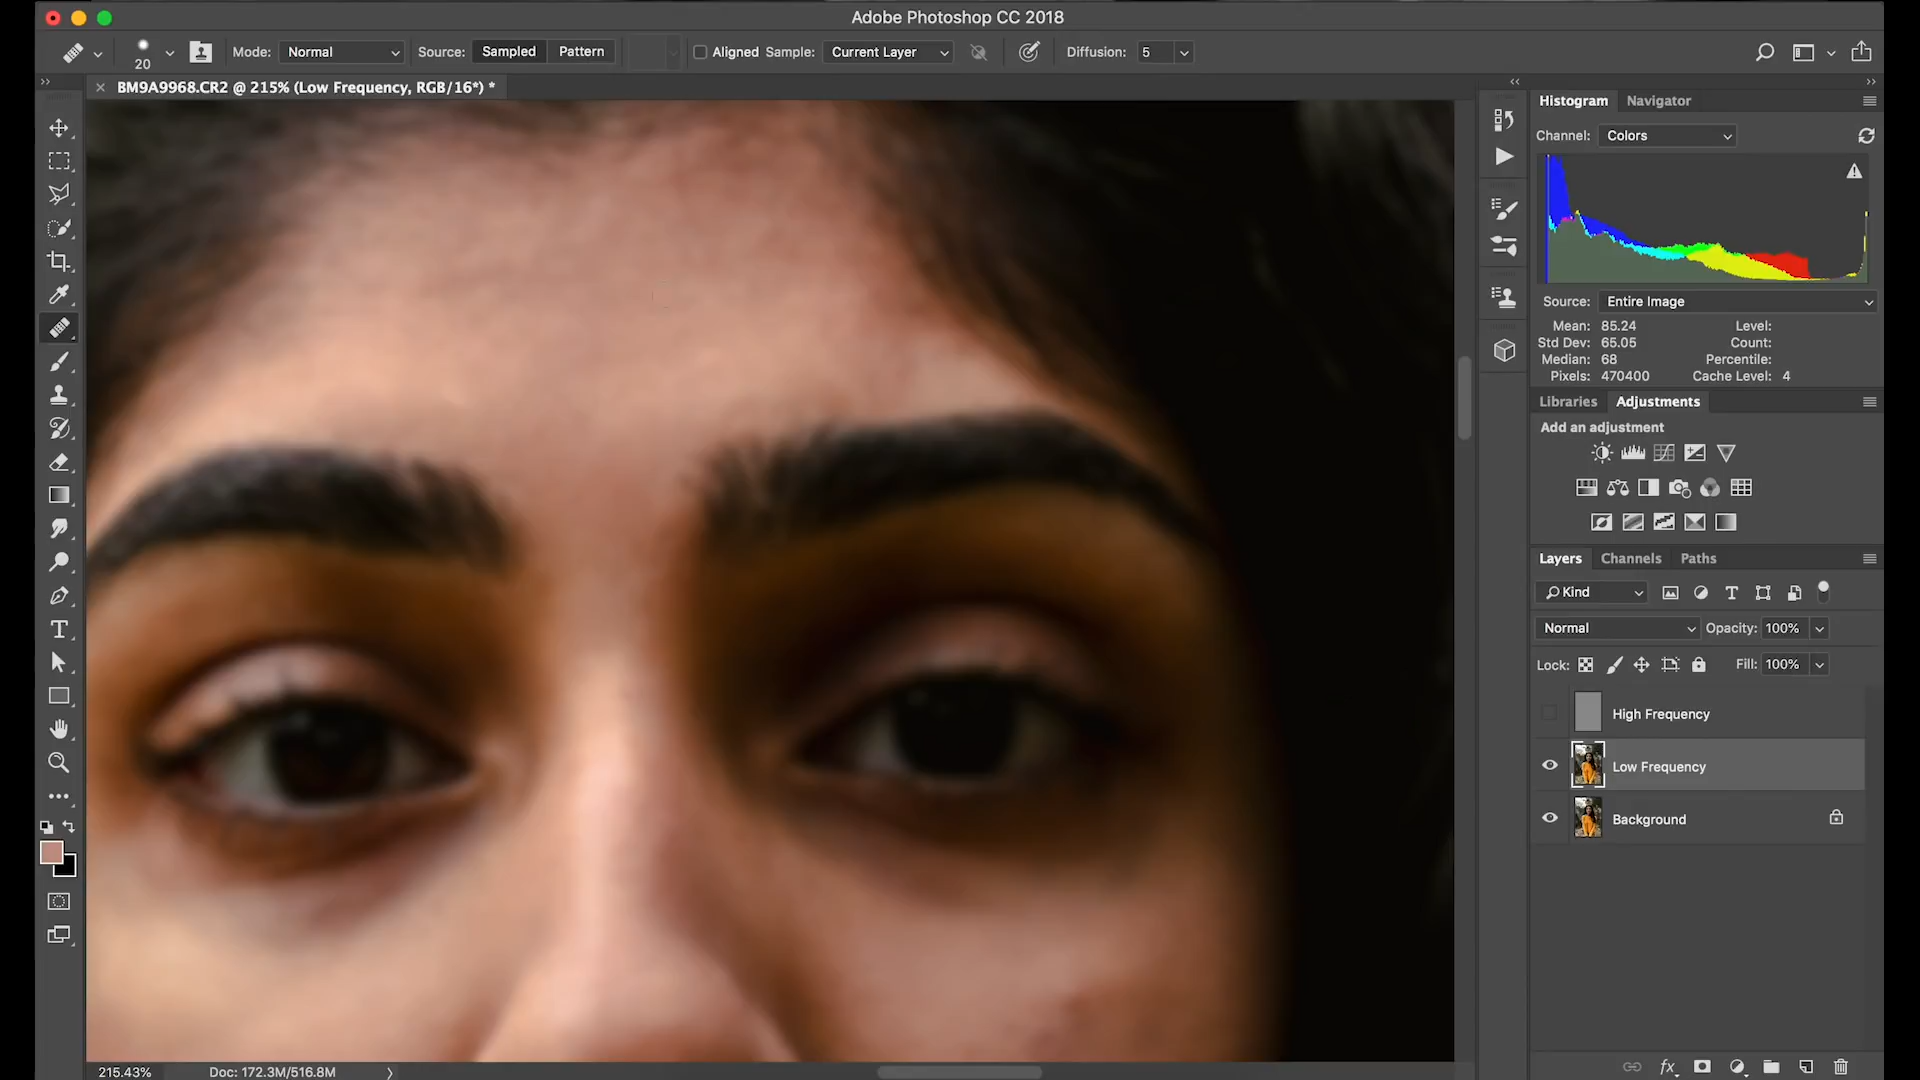 Adobe Photoshop CC 2018
20 Mode: Normal Source: Sampled Pattern Aligned Sample: Current Layer Diffusion: 5
BM9A9968.CR2 @ 215% (Low Frequency, RGB/16*) *
Histogram Navigator
Channel: Colors
Source: Entire Image
Mean: 85.24 Level:
Std Dev: 65.05 Count:
Median: 68 Percentile:
Pixels: 470400 Cache Level: 4
Libraries Adjustments
Add an adjustment
Layers Channels Paths
Kind
Normal Opacity: 100%
Lock: Fill: 100%
High Frequency
Low Frequency
Background
215.43% Doc: 172.3M/516.8M